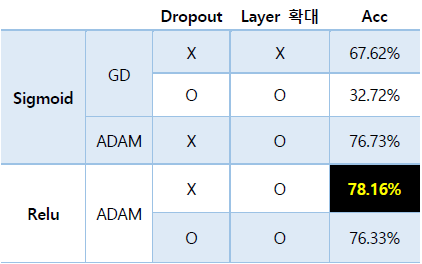 Dropout Layer 확대 Acc
X X 67.62%
GD
O O 32.72%
Sigmoid
ADAM X O 76.73%
X O 78.16%
Relu ADAM
O O 76.33%